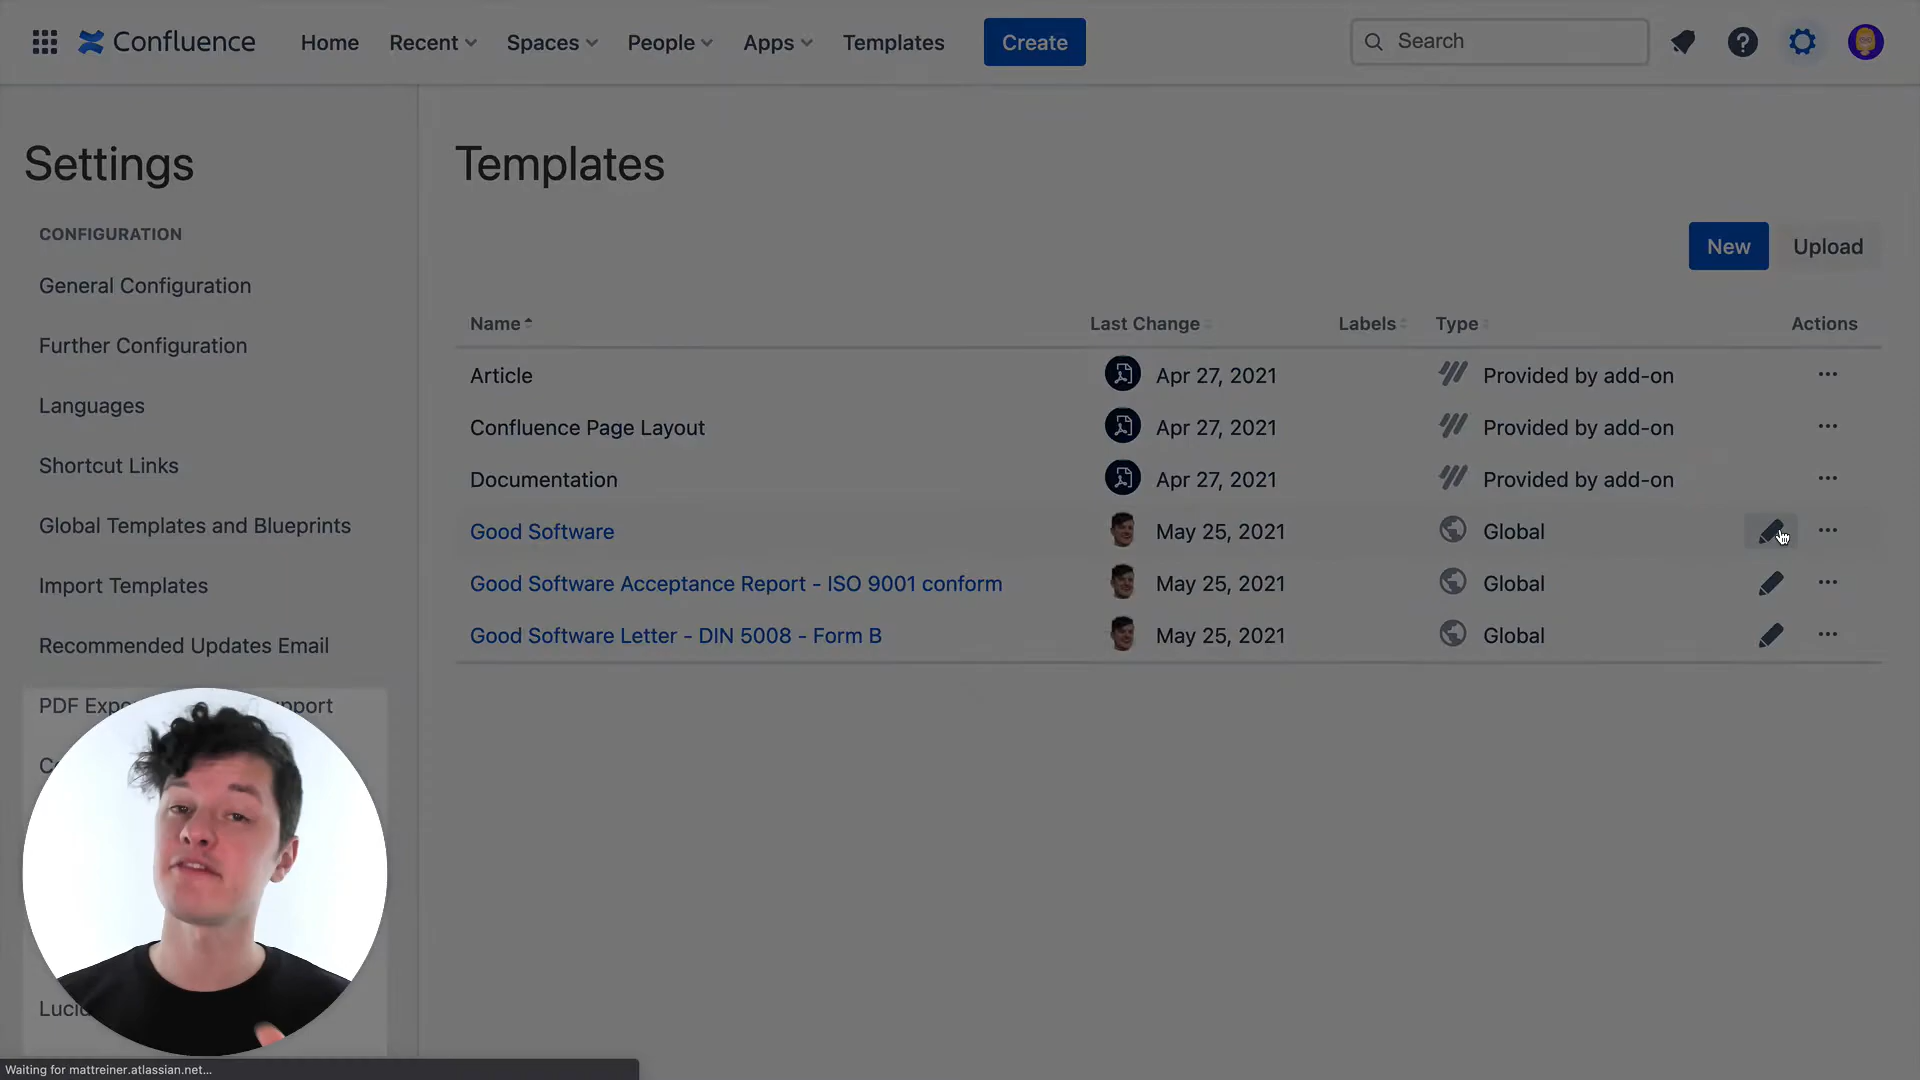 Confluence Home Recent Spaces People Apps Templates Create Search
Settings
CONFIGURATION
General Configuration
Further Configuration
Languages
Shortcut Links
Global Templates and Blueprints
Import Templates
Recommended Updates Email
PDF Expo pport
Lucid
Templates
New Upload
Name Last Change Labels Type Actions
Article Apr 27, 2021 Provided by add-on
Confluence Page Layout Apr 27, 2021 Provided by add-on
Documentation Apr 27, 2021 Provided by add-on
Good Software May 25, 2021 Global
Good Software Acceptance Report - ISO 9001 conform May 25, 2021 Global
Good Software Letter - DIN 5008 - Form B May 25, 2021 Global
Waiting for mattreiner.atlassian.net...